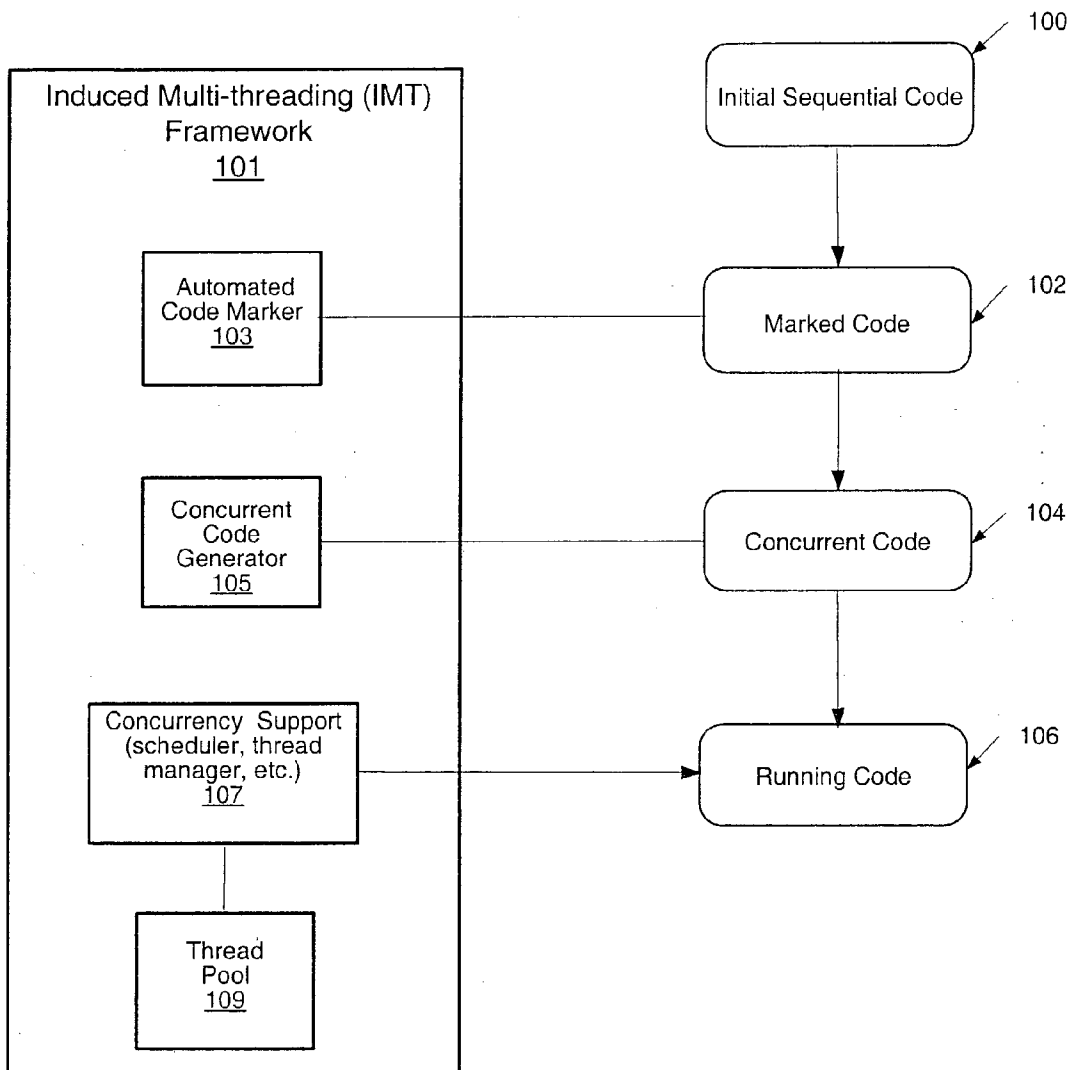 100
Initial Sequential Code
Induced Multi-threading (IMT)
Framework
101
Automated
Code Marker
103
102
Marked Code
Concurrent
Code
Generator
105
104
Concurrent Code
Concurrency Support
(scheduler, thread
manager, etc.)
107
106
Running Code
Thread
Pool
109